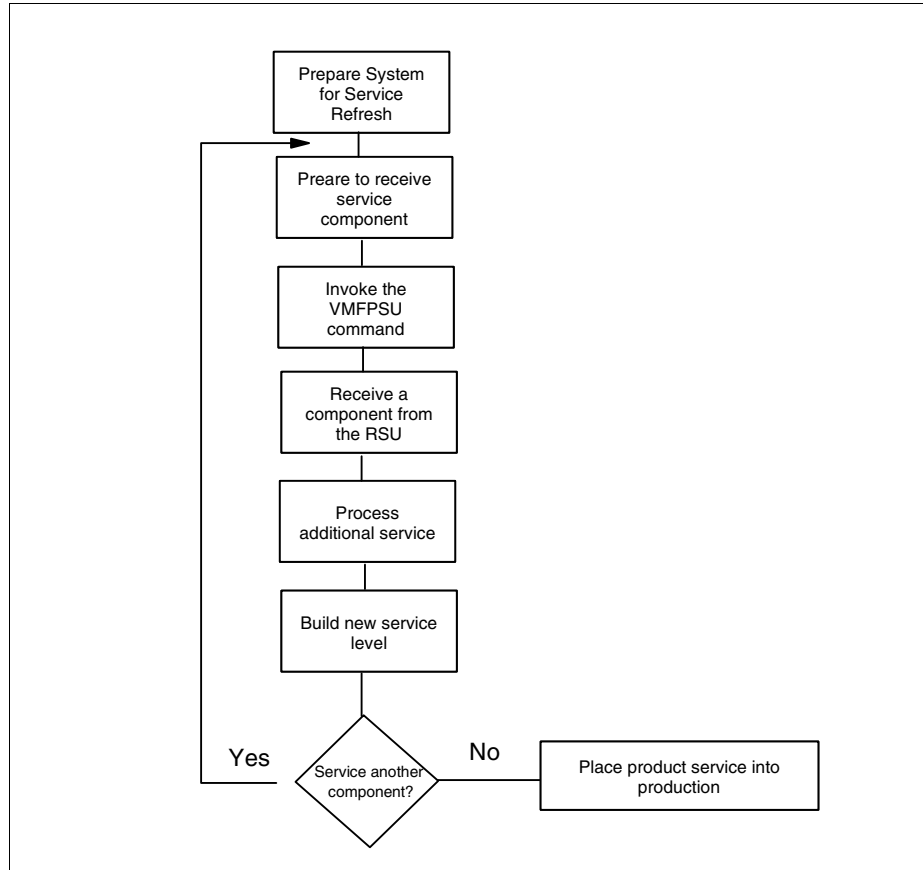 Prepare System
for Service
Refresh
Preare to receive
service
component
Invoke the
VMFPSU
command
Receive a
component from
the RSU
Process
additional service
Build new service
level
Yes
Service another
component?
No
Place product service into
production